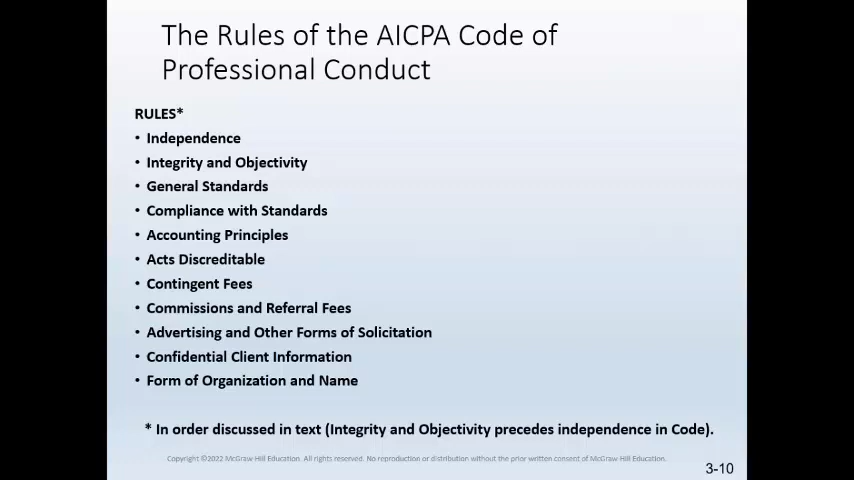 The Rules of the AICPA Code of
Professional Conduct
RULES*
• Independence
• Integrity and Objectivity
• General Standards
• Compliance with Standards
• Accounting Principles
• Acts Discreditable
• Contingent Fees
• Commissions and Referral Fees
• Advertising and Other Forms of Solicitation
• Confidential Client Information
• Form of Organization and Name
* In order discussed in text (Integrity and Objectivity precedes independence in Code).
Copyright ©2022 McGraw Hill Education. All rights reserved. No reproduction or distribution without the prior written consent of McGraw Hill Education.
3-10